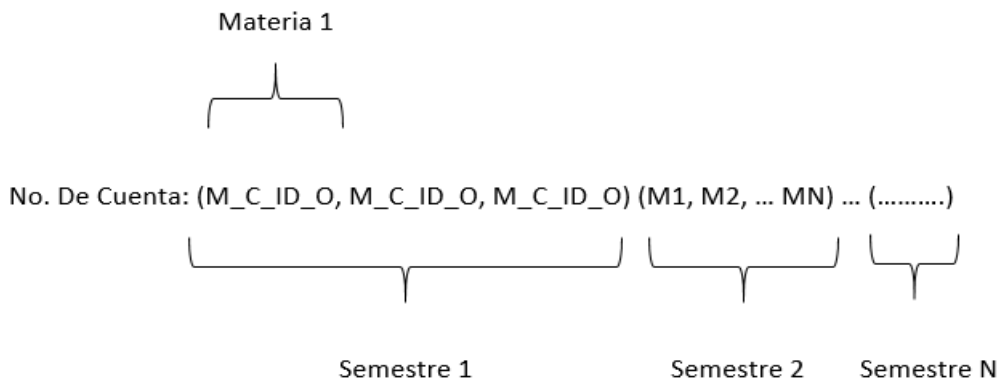 Materia 1
No. De Cuenta: (M_C_ID_O, M_C_ID_O, M_C_ID_O) (M1, M2, ... MN) ... (..........)
Semestre 1 Semestre 2 Semestre N